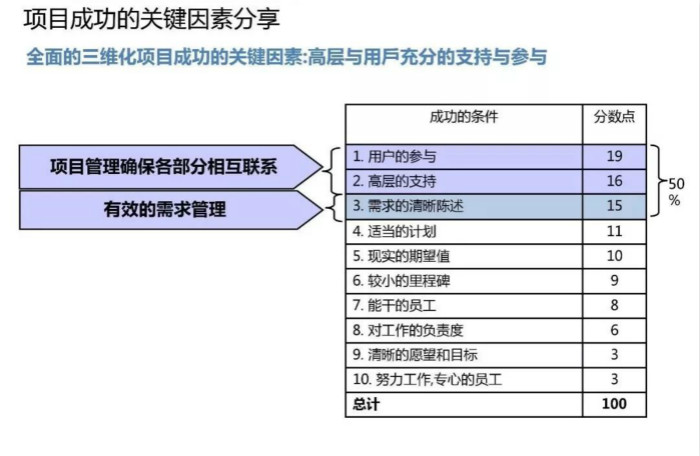 项目成功的关键因素分享
全面的三维化项目成功的关键因素:高层与用戶充分的支持与参与
成功的条件 分数点
项目管理确保各部分相互联系
有效的需求管理
1. 用户的参与 19
2. 高层的支持 16
3. 需求的清晰陈述 15
50
%
4. 适当的计划 11
5. 现实的期望值 10
6. 较小的里程碑 9
7. 能干的员工 8
8. 对工作的负责度 6
9. 清晰的愿望和目标 3
10. 努力工作,专心的员工 3
总计 100